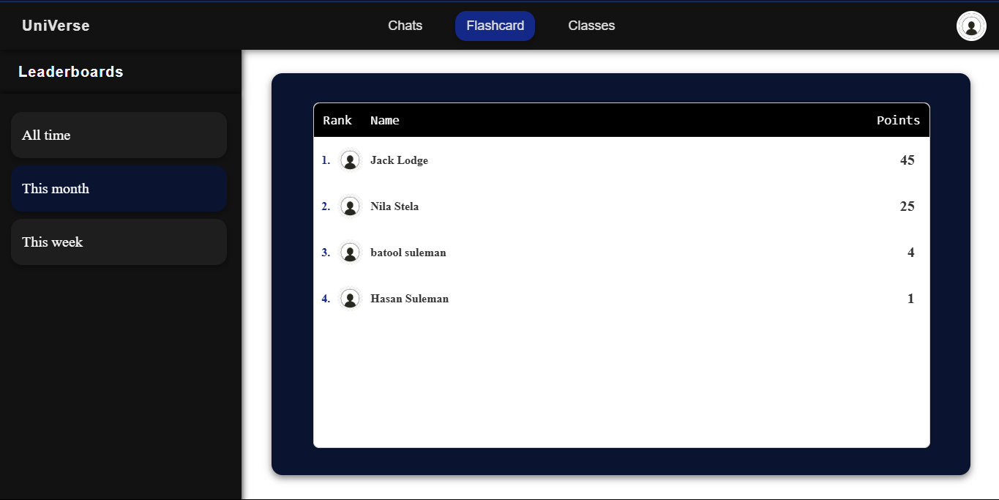 UniVerse Chats Flashcard Classes
Leaderboards
All time
This month
This week
Rank Name Points
1. Jack Lodge 45
2. Nila Stela 25
3. batool suleman 4
4. Hasan Suleman 1